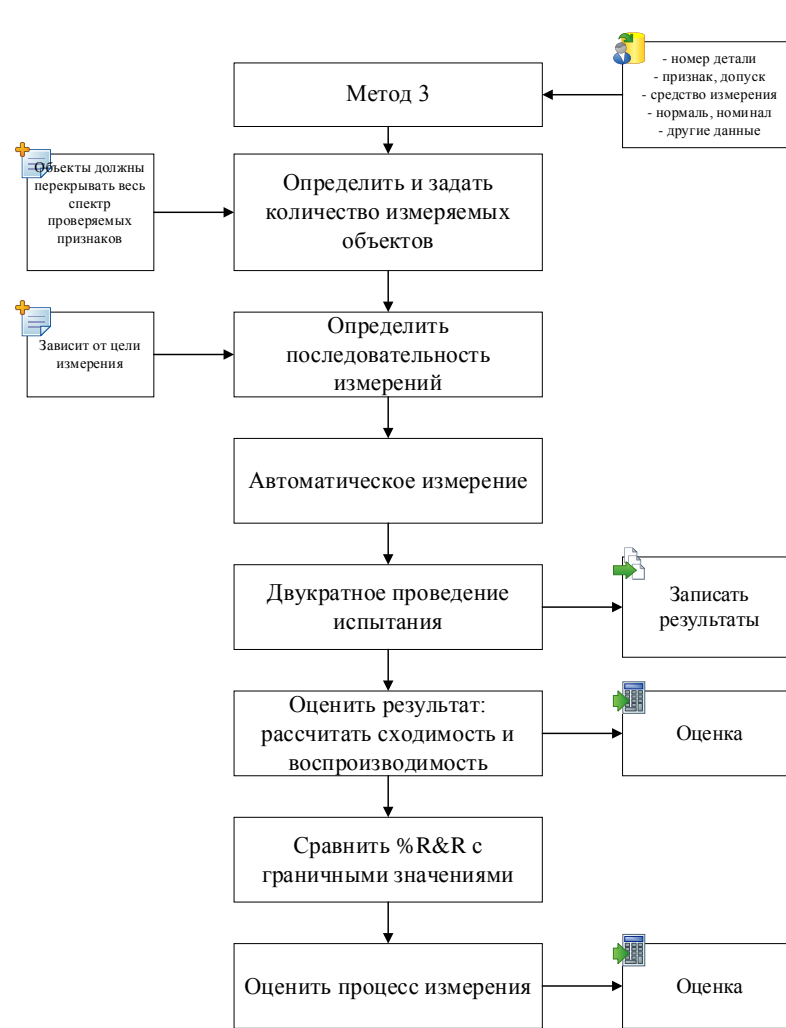 - номер детали
- признак, допуск
- средство измерения
- нормаль, номинал
- другие данные
Метод 3
Объекты должны
перекрывать весь
спектр
проверяемых
признаков
Определить и задать
количество измеряемых
объектов
Зависит от цели
измерения
Определить
последовательность
измерений
Автоматическое измерение
Двукратное проведение
испытания
Записать
результаты
Оценить результат:
рассчитать сходимость и
воспроизводимость
Оценка
Сравнить %R&R с
граничными значениями
Оценить процесс измерения
Оценка